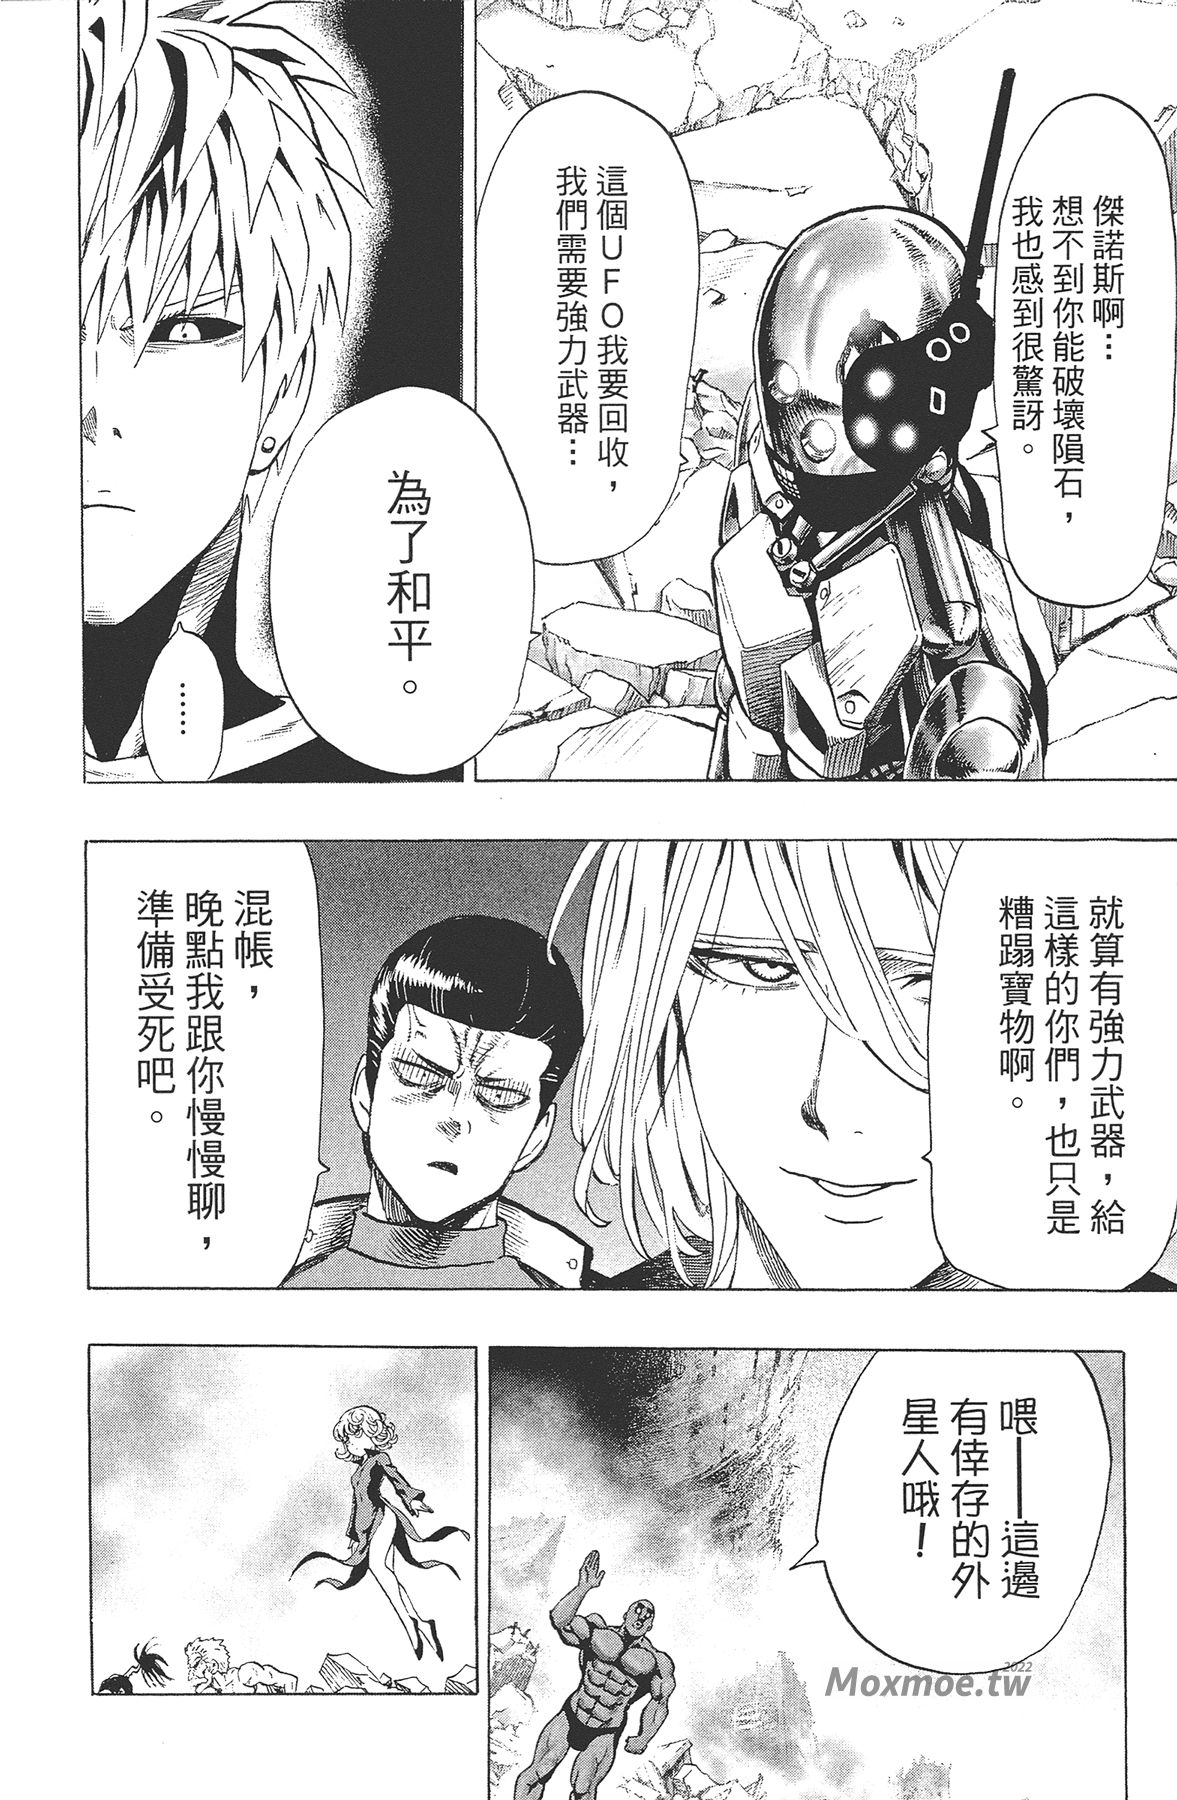 傑諾斯啊…
想不到你能破壞隕石，
我也感到很驚訝。
這個UFO我要回收，
我們需要強力武器…
為了和平。
……
就算有強力武器，給
這樣的你們，也只是
糟蹋寶物啊。
混帳，
晚點我跟你慢慢聊，
準備受死吧。
喂——這邊
有倖存的外
星人哦！
2022
Moxmoe.tw